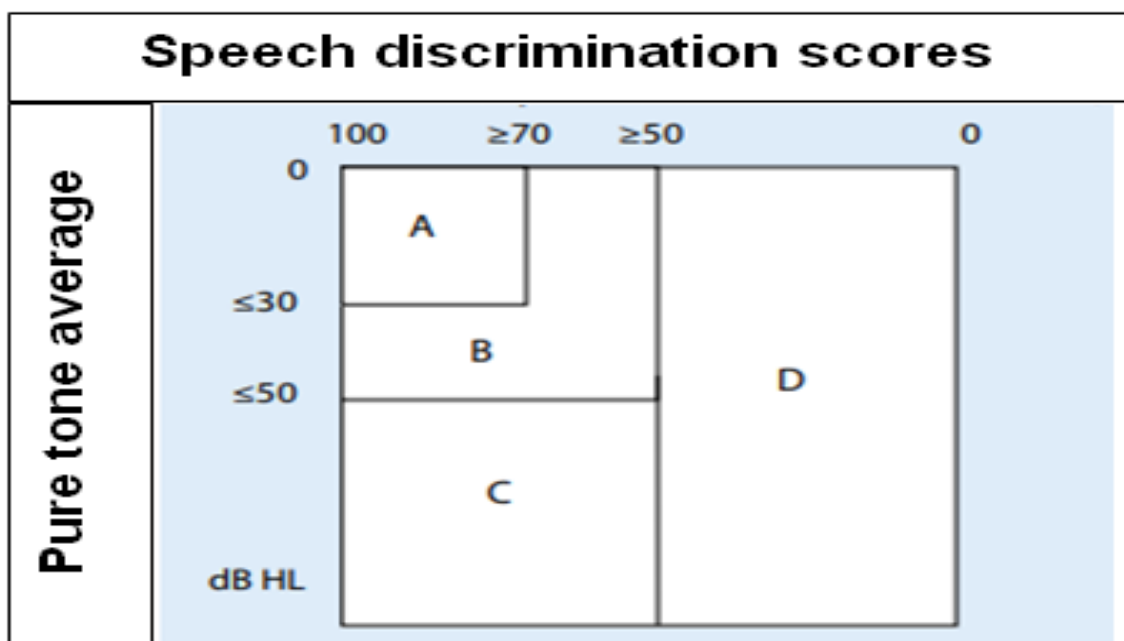 Speech discrimination scores
Pure tone average
100 ≥70 ≥50 0
0
A
≤30
B
D
≤50
C
dB HL